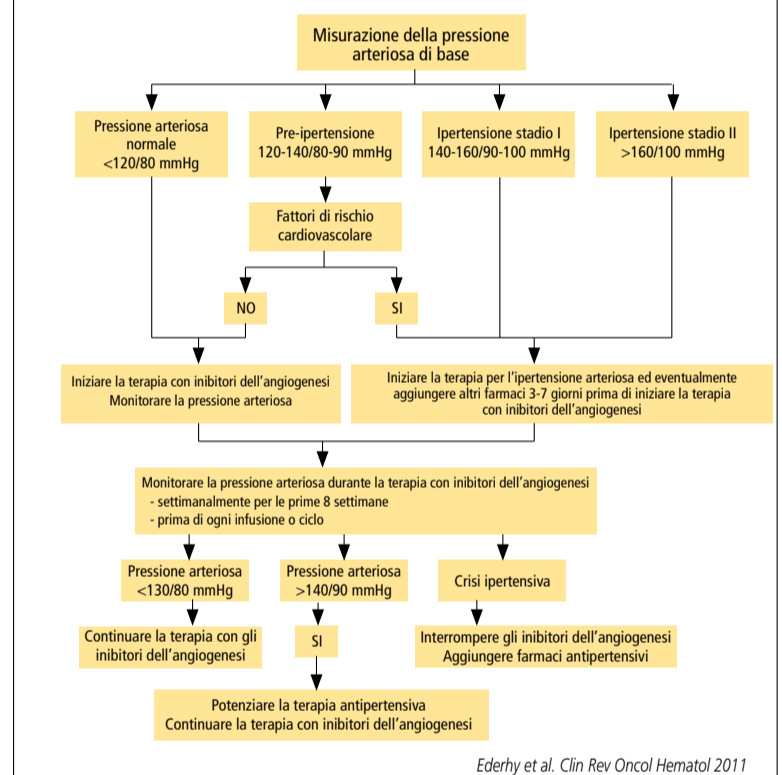 Misurazione della pressione
arteriosa di base
Pressione arteriosa
normale
<120/80 mmHg
Pre-ipertensione
120-140/80-90 mmHg
Ipertensione stadio I
140-160/90-100 mmHg
Ipertensione stadio II
>160/100 mmHg
Fattori di rischio
cardiovascolare
NO
SI
Iniziare la terapia con inibitori dell'angiogenesi
Monitorare la pressione arteriosa
Iniziare la terapia per l'ipertensione arteriosa ed eventualmente
aggiungere altri farmaci 3-7 giorni prima di iniziare la terapia
con inibitori dell'angiogenesi
Monitorare la pressione arteriosa durante la terapia con inibitori dell'angiogenesi
- settimanalmente per le prime 8 settimane
- prima di ogni infusione o ciclo
Pressione arteriosa
<130/80 mmHg
Pressione arteriosa
>140/90 mmHg
Crisi ipertensiva
Continuare la terapia con gli
inibitori dell'angiogenesi
SI
Interrompere gli inibitori dell'angiogenesi
Aggiungere farmaci antipertensivi
Potenziare la terapia antipertensiva
Continuare la terapia con inibitori dell'angiogenesi
Ederhy et al. Clin Rev Oncol Hematol 2011